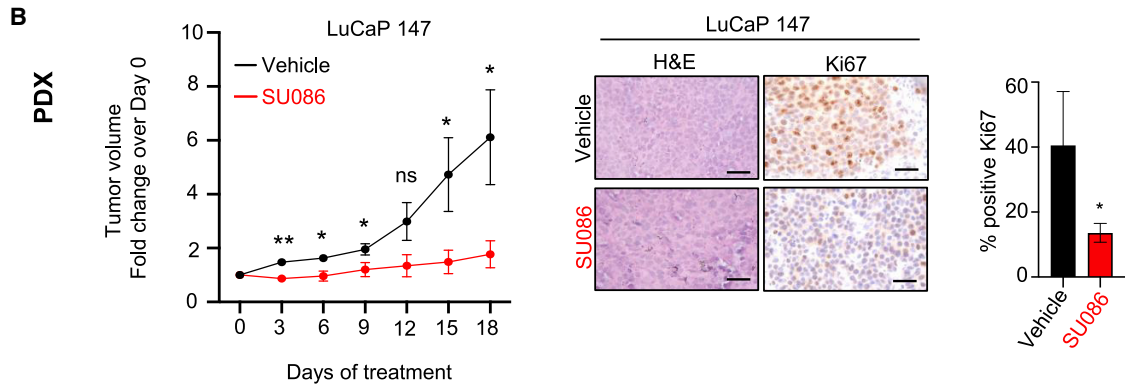 B
PDX
LuCaP 147
Vehicle
SU086
Tumor volume
Fold change over Day 0
10
8
6
4
2
0
** * * ns * *
0 3 6 9 12 15 18
Days of treatment
LuCaP 147
H&E Ki67
Vehicle
SU086
% positive Ki67
60
40
20
0
*
Vehicle
SU086